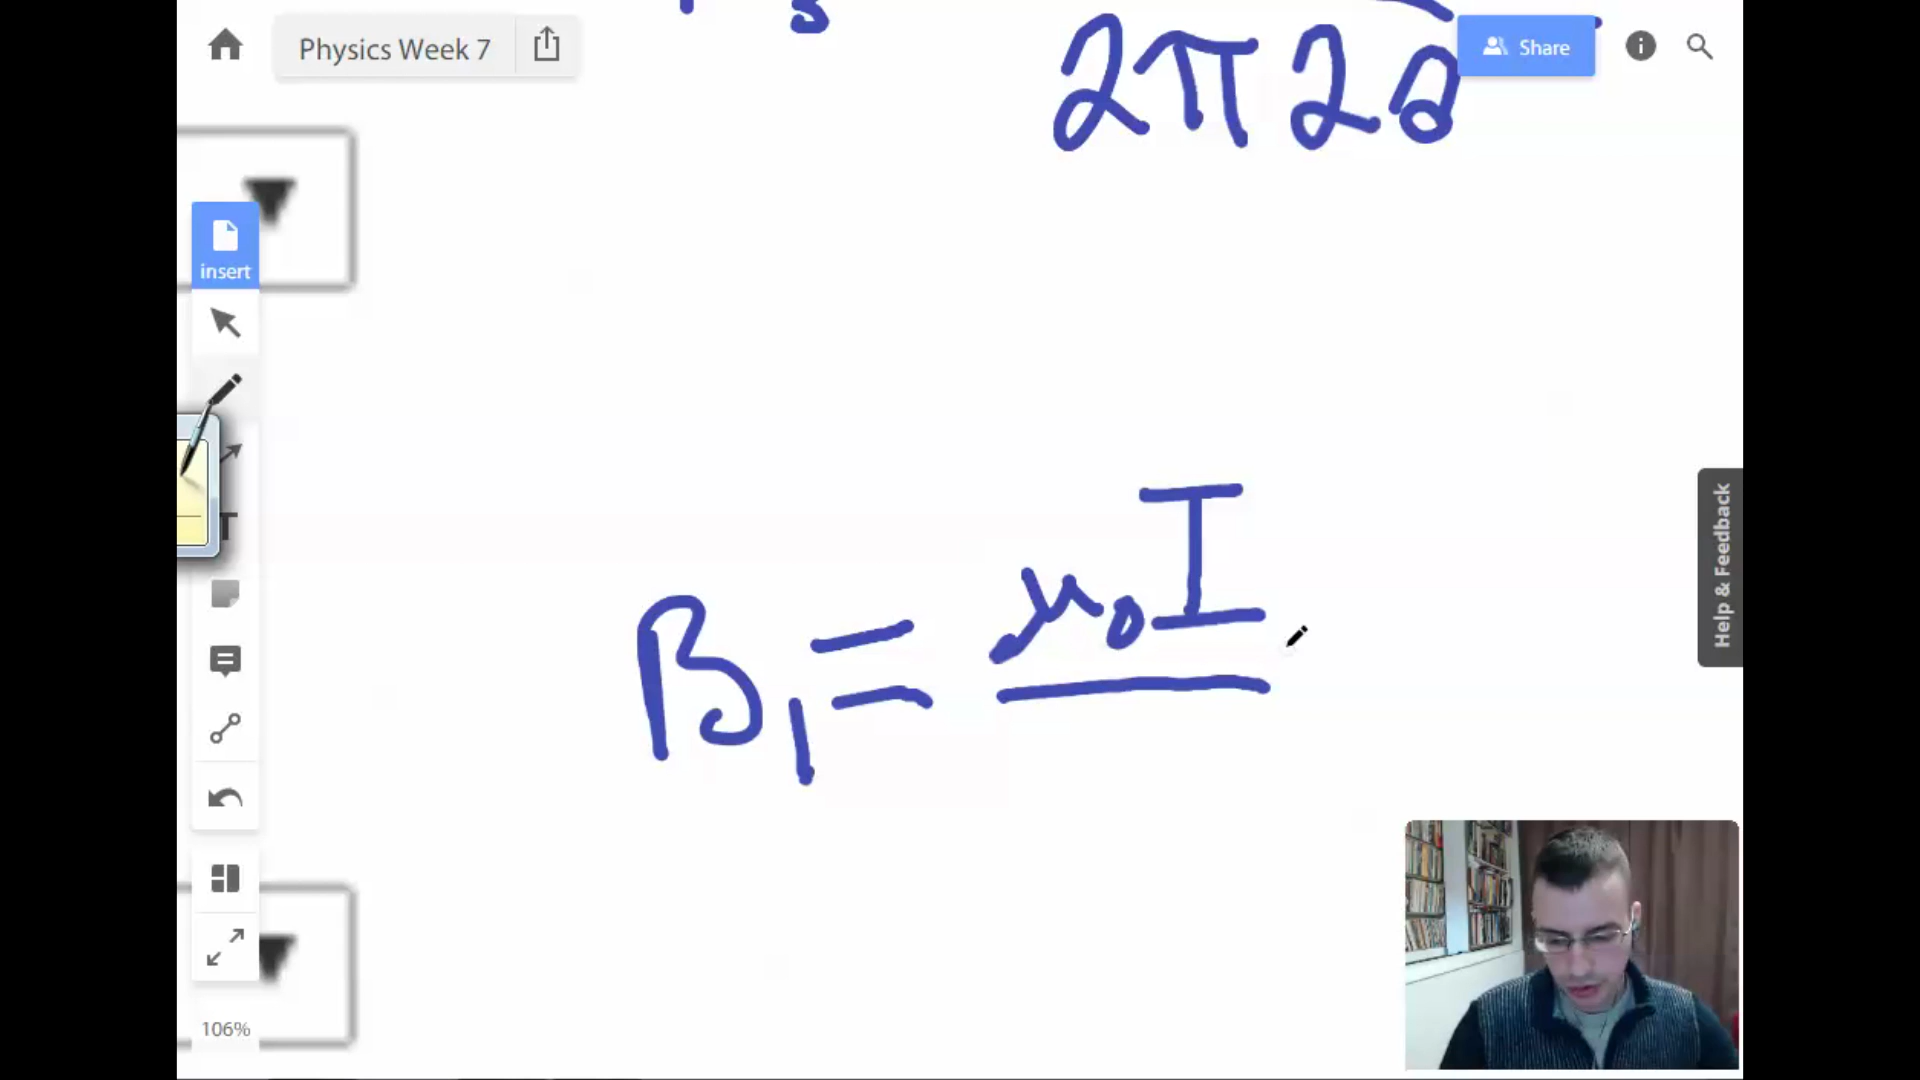 Physics Week 7
Share
2π2a
insert
T
B₁ = μ₀I
Help & Feedback
106%